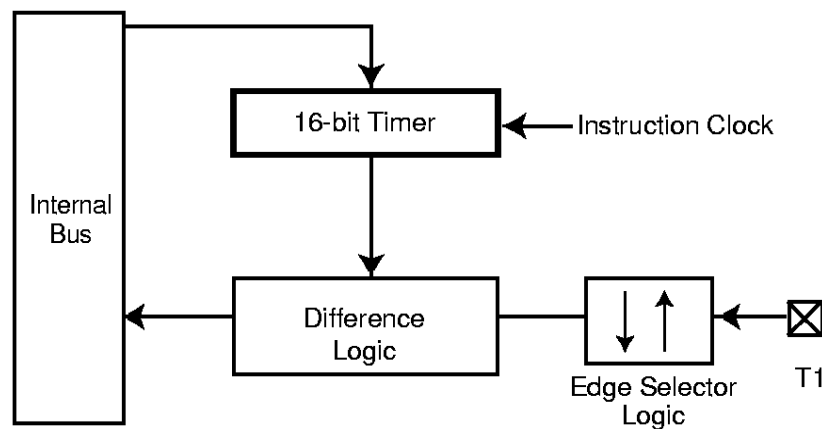 16-bit Timer
Instruction Clock
Internal
Bus
Difference
Logic
Edge Selector
Logic
T1